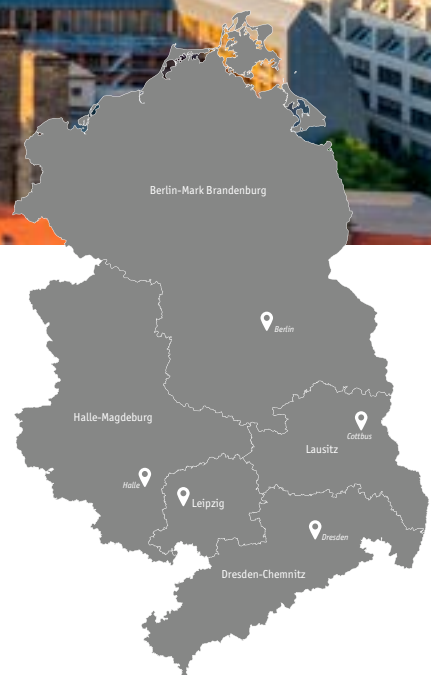 Berlin-Mark Brandenburg
Berlin
Halle-Magdeburg
Cottbus
Lausitz
Halle
Leipzig
Dresden
Dresden-Chemnitz